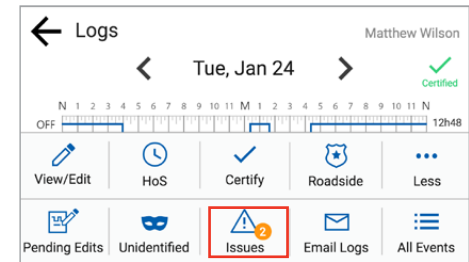 Logs
Matthew Wilson
Tue, Jan 24
Certified
N 1 2 3 4 5 6 7 8 9 10 11 M 1 2 3 4 5 6 7 8 9 10 11 N
OFF 12h48
View/Edit HoS Certify Roadside Less
2
Pending Edits Unidentified Issues Email Logs All Events